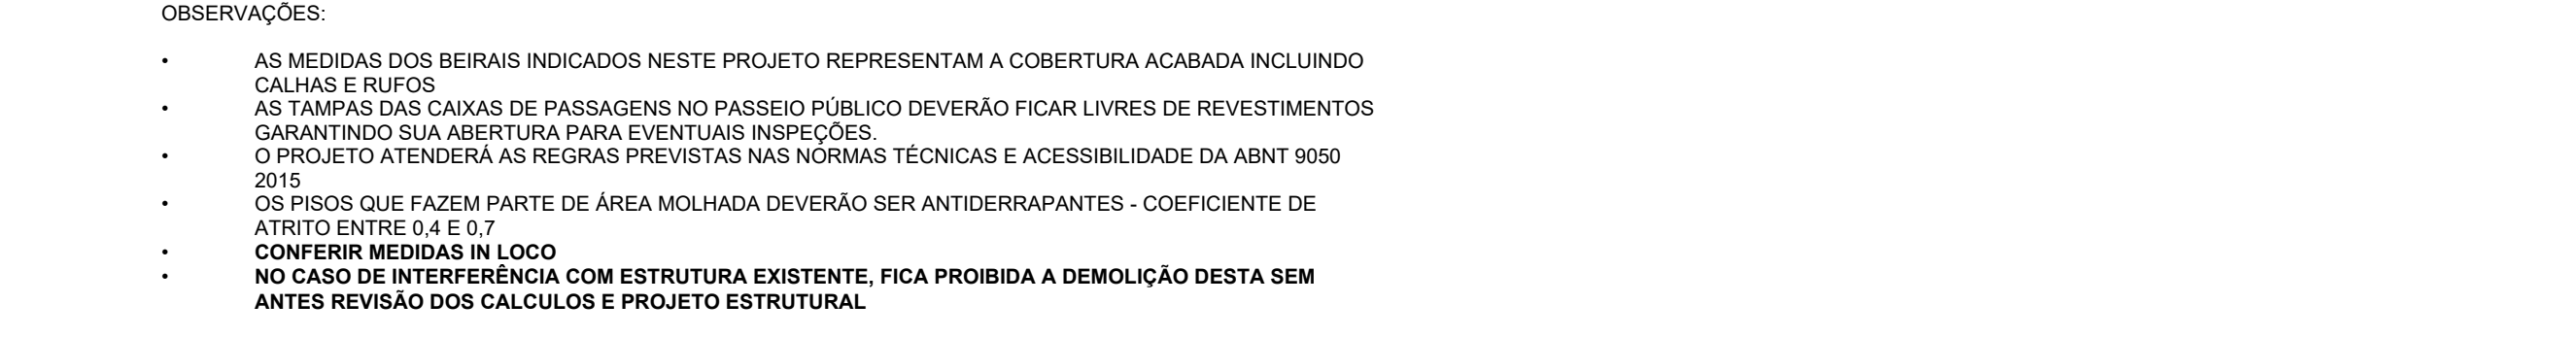 OBSERVAÇÕES:
• AS MEDIDAS DOS BEIRAIS INDICADOS NESTE PROJETO REPRESENTAM A COBERTURA ACABADA INCLUINDO
CALHAS E RUFOS
• AS TAMPAS DAS CAIXAS DE PASSAGENS NO PASSEIO PÚBLICO DEVERÃO FICAR LIVRES DE REVESTIMENTOS
GARANTINDO SUA ABERTURA PARA EVENTUAIS INSPEÇÕES.
• O PROJETO ATENDERÁ AS REGRAS PREVISTAS NAS NORMAS TÉCNICAS E ACESSIBILIDADE DA ABNT 9050
2015
• OS PISOS QUE FAZEM PARTE DE ÁREA MOLHADA DEVERÃO SER ANTIDERRAPANTES - COEFICIENTE DE
ATRITO ENTRE 0,4 E 0,7
• CONFERIR MEDIDAS IN LOCO
• NO CASO DE INTERFERÊNCIA COM ESTRUTURA EXISTENTE, FICA PROIBIDA A DEMOLIÇÃO DESTA SEM
ANTES REVISÃO DOS CALCULOS E PROJETO ESTRUTURAL